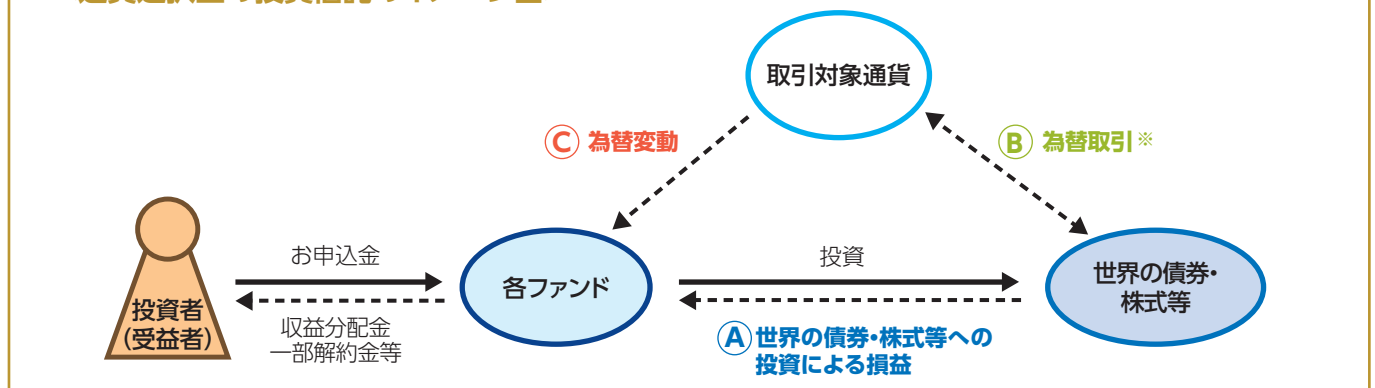 取引対象通貨
Ⓒ 為替変動
Ⓑ 為替取引※
お申込金
投資
各ファンド
世界の債券・
株式等
投資者
(受益者)
収益分配金
一部解約金等
Ⓐ 世界の債券・株式等への
投資による損益